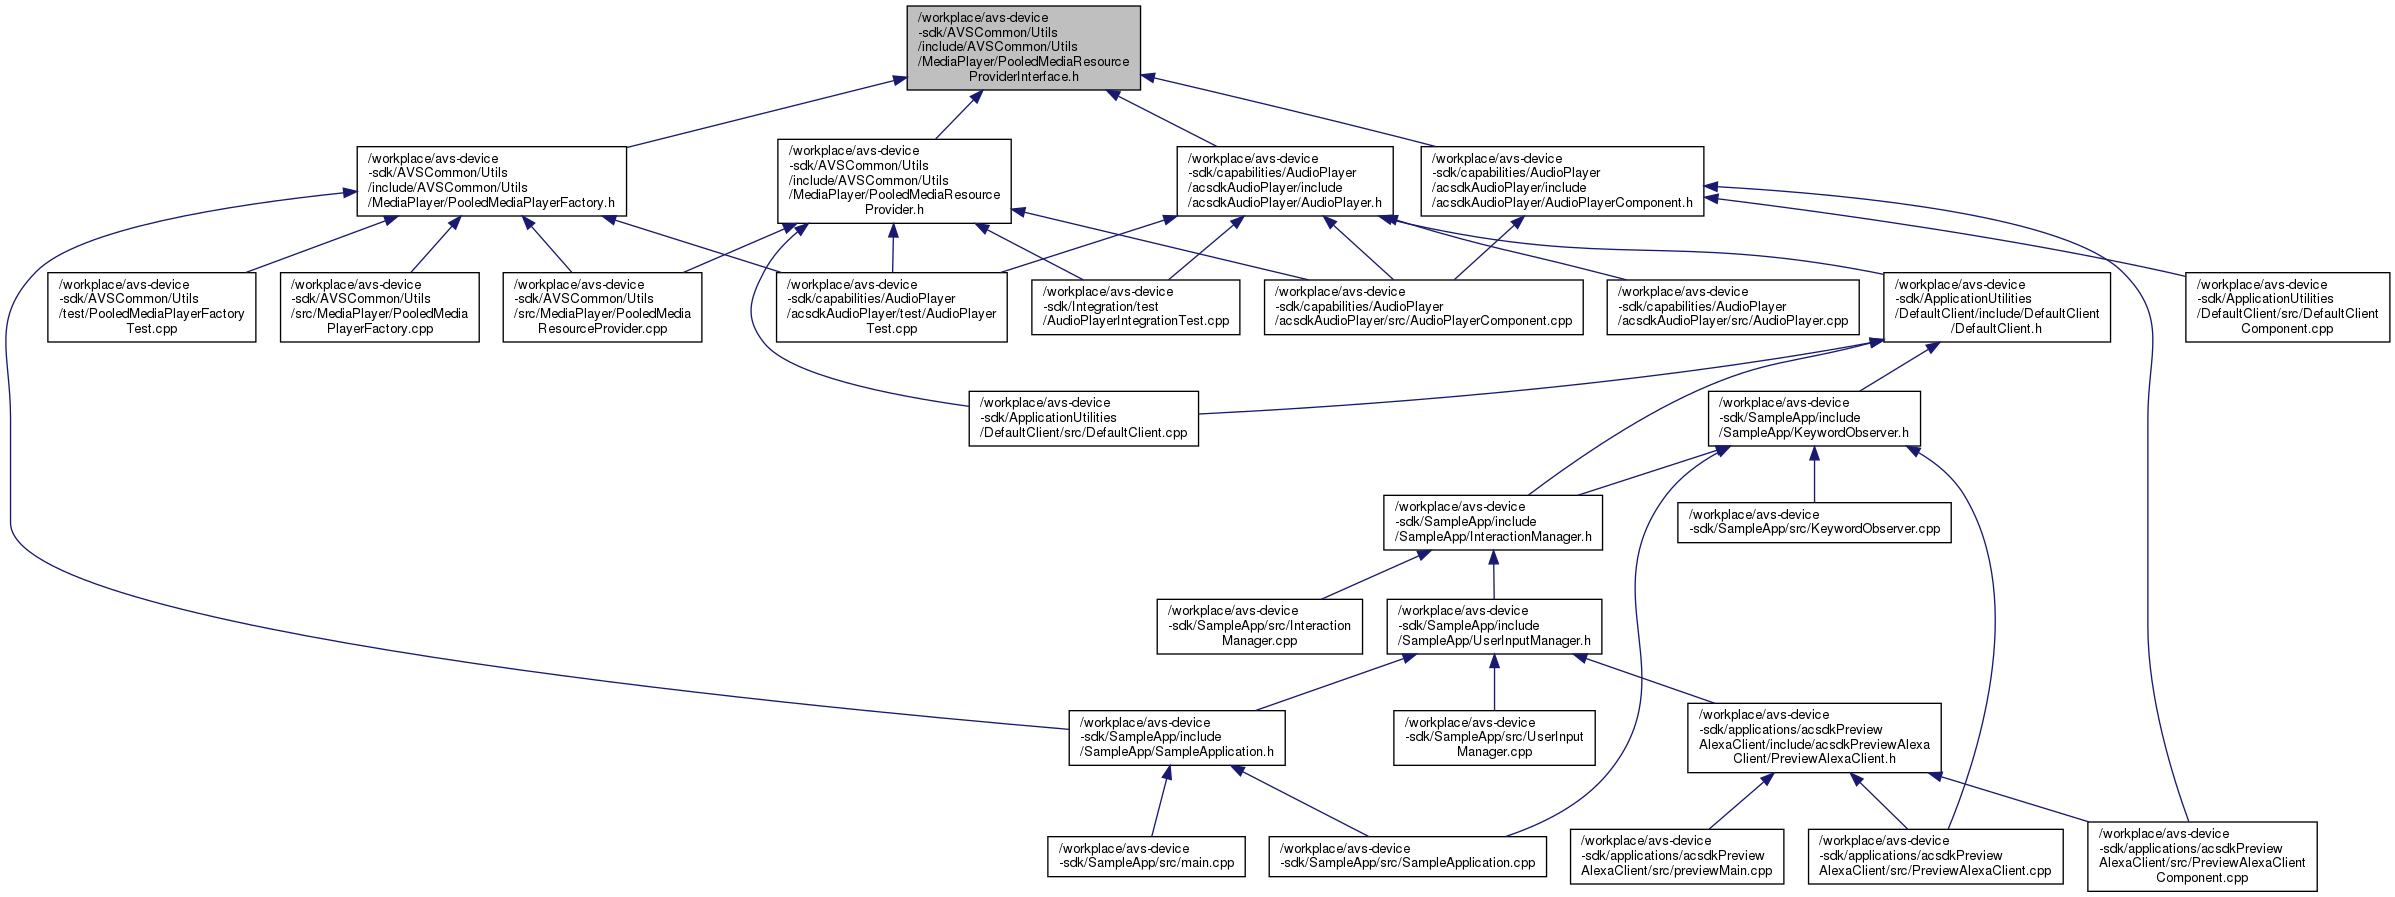 /workplace/avs-device
-sdk/AVSCommon/Utils
/include/AVSCommon/Utils
/MediaPlayer/PooledMediaResource
ProviderInterface.h
/workplace/avs-device
-sdk/AVSCommon/Utils
/include/AVSCommon/Utils
/MediaPlayer/PooledMediaPlayerFactory.h
/workplace/avs-device
-sdk/AVSCommon/Utils
/include/AVSCommon/Utils
/MediaPlayer/PooledMediaResource
Provider.h
/workplace/avs-device
-sdk/capabilities/AudioPlayer
/acsdkAudioPlayer/include
/acsdkAudioPlayer/AudioPlayer.h
/workplace/avs-device
-sdk/capabilities/AudioPlayer
/acsdkAudioPlayer/include
/acsdkAudioPlayer/AudioPlayerComponent.h
/workplace/avs-device
-sdk/AVSCommon/Utils
/test/PooledMediaPlayerFactory
Test.cpp
/workplace/avs-device
-sdk/AVSCommon/Utils
/src/MediaPlayer/PooledMedia
PlayerFactory.cpp
/workplace/avs-device
-sdk/AVSCommon/Utils
/src/MediaPlayer/PooledMedia
ResourceProvider.cpp
/workplace/avs-device
-sdk/capabilities/AudioPlayer
/acsdkAudioPlayer/test/AudioPlayer
Test.cpp
/workplace/avs-device
-sdk/Integration/test
/AudioPlayerIntegrationTest.cpp
/workplace/avs-device
-sdk/capabilities/AudioPlayer
/acsdkAudioPlayer/src/AudioPlayerComponent.cpp
/workplace/avs-device
-sdk/capabilities/AudioPlayer
/acsdkAudioPlayer/src/AudioPlayer.cpp
/workplace/avs-device
-sdk/ApplicationUtilities
/DefaultClient/include/DefaultClient
/DefaultClient.h
/workplace/avs-device
-sdk/ApplicationUtilities
/DefaultClient/src/DefaultClient
Component.cpp
/workplace/avs-device
-sdk/ApplicationUtilities
/DefaultClient/src/DefaultClient.cpp
/workplace/avs-device
-sdk/SampleApp/include
/SampleApp/KeywordObserver.h
/workplace/avs-device
-sdk/SampleApp/include
/SampleApp/InteractionManager.h
/workplace/avs-device
-sdk/SampleApp/src/KeywordObserver.cpp
/workplace/avs-device
-sdk/SampleApp/src/Interaction
Manager.cpp
/workplace/avs-device
-sdk/SampleApp/include
/SampleApp/UserInputManager.h
/workplace/avs-device
-sdk/SampleApp/include
/SampleApp/SampleApplication.h
/workplace/avs-device
-sdk/SampleApp/src/UserInput
Manager.cpp
/workplace/avs-device
-sdk/applications/acsdkPreview
AlexaClient/include/acsdkPreviewAlexa
Client/PreviewAlexaClient.h
/workplace/avs-device
-sdk/SampleApp/src/main.cpp
/workplace/avs-device
-sdk/SampleApp/src/SampleApplication.cpp
/workplace/avs-device
-sdk/applications/acsdkPreview
AlexaClient/src/previewMain.cpp
/workplace/avs-device
-sdk/applications/acsdkPreview
AlexaClient/src/PreviewAlexaClient.cpp
/workplace/avs-device
-sdk/applications/acsdkPreview
AlexaClient/src/PreviewAlexaClient
Component.cpp